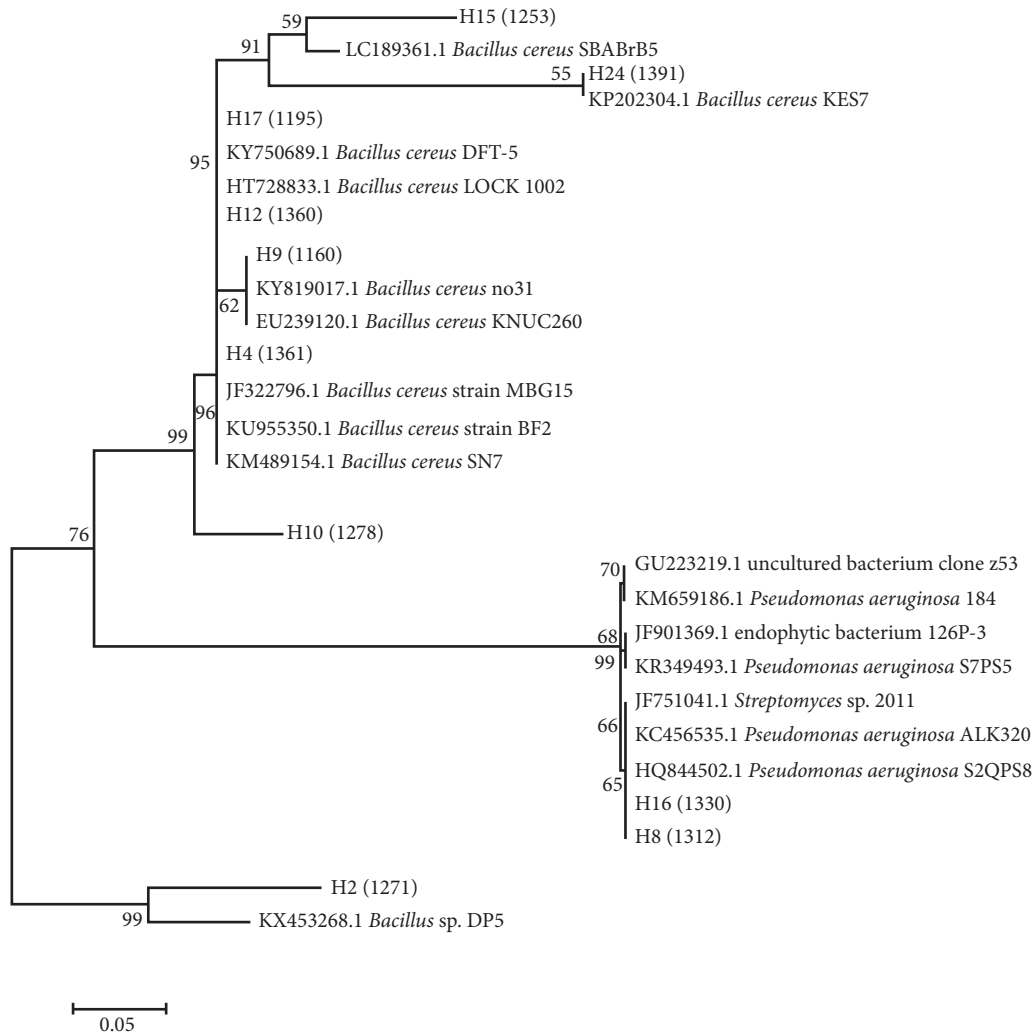 59
H15 (1253)
91
LC189361.1 Bacillus cereus SBABrB5
55
H24 (1391)
KP202304.1 Bacillus cereus KES7
H17 (1195)
95
KY750689.1 Bacillus cereus DFT-5
HT728833.1 Bacillus cereus LOCK 1002
H12 (1360)
H9 (1160)
KY819017.1 Bacillus cereus no31
62
EU239120.1 Bacillus cereus KNUC260
H4 (1361)
JF322796.1 Bacillus cereus strain MBG15
96
99
KU955350.1 Bacillus cereus strain BF2
KM489154.1 Bacillus cereus SN7
76
H10 (1278)
GU223219.1 uncultured bacterium clone z53
70
KM659186.1 Pseudomonas aeruginosa 184
68
JF901369.1 endophytic bacterium 126P-3
99
KR349493.1 Pseudomonas aeruginosa S7PS5
JF751041.1 Streptomyces sp. 2011
66
KC456535.1 Pseudomonas aeruginosa ALK320
HQ844502.1 Pseudomonas aeruginosa S2QPS8
65
H16 (1330)
H8 (1312)
H2 (1271)
99
KX453268.1 Bacillus sp. DP5
0.05